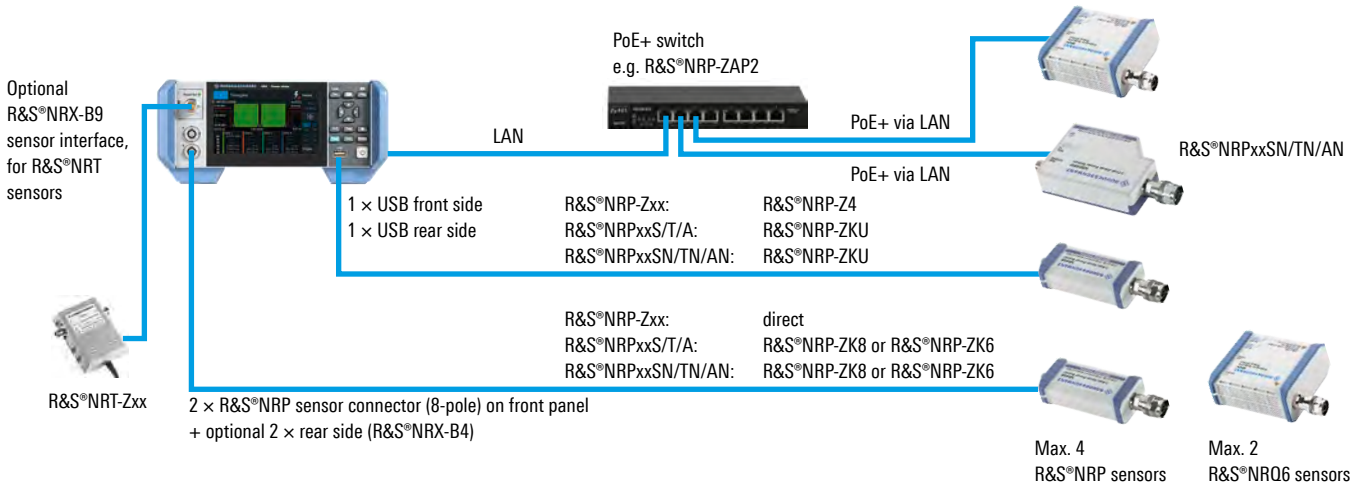 Optional
R&S®NRX-B9
sensor interface,
for R&S®NRT
sensors
PoE+ switch
e.g. R&S®NRP-ZAP2
LAN
PoE+ via LAN
PoE+ via LAN
R&S®NRPxxSN/TN/AN
1 × USB front side
1 × USB rear side
R&S®NRP-Zxx: R&S®NRP-Z4
R&S®NRPxxS/T/A: R&S®NRP-ZKU
R&S®NRPxxSN/TN/AN: R&S®NRP-ZKU
R&S®NRP-Zxx: direct
R&S®NRPxxS/T/A: R&S®NRP-ZK8 or R&S®NRP-ZK6
R&S®NRPxxSN/TN/AN: R&S®NRP-ZK8 or R&S®NRP-ZK6
R&S®NRT-Zxx
2 × R&S®NRP sensor connector (8-pole) on front panel
+ optional 2 × rear side (R&S®NRX-B4)
Max. 4
R&S®NRP sensors
Max. 2
R&S®NRQ6 sensors